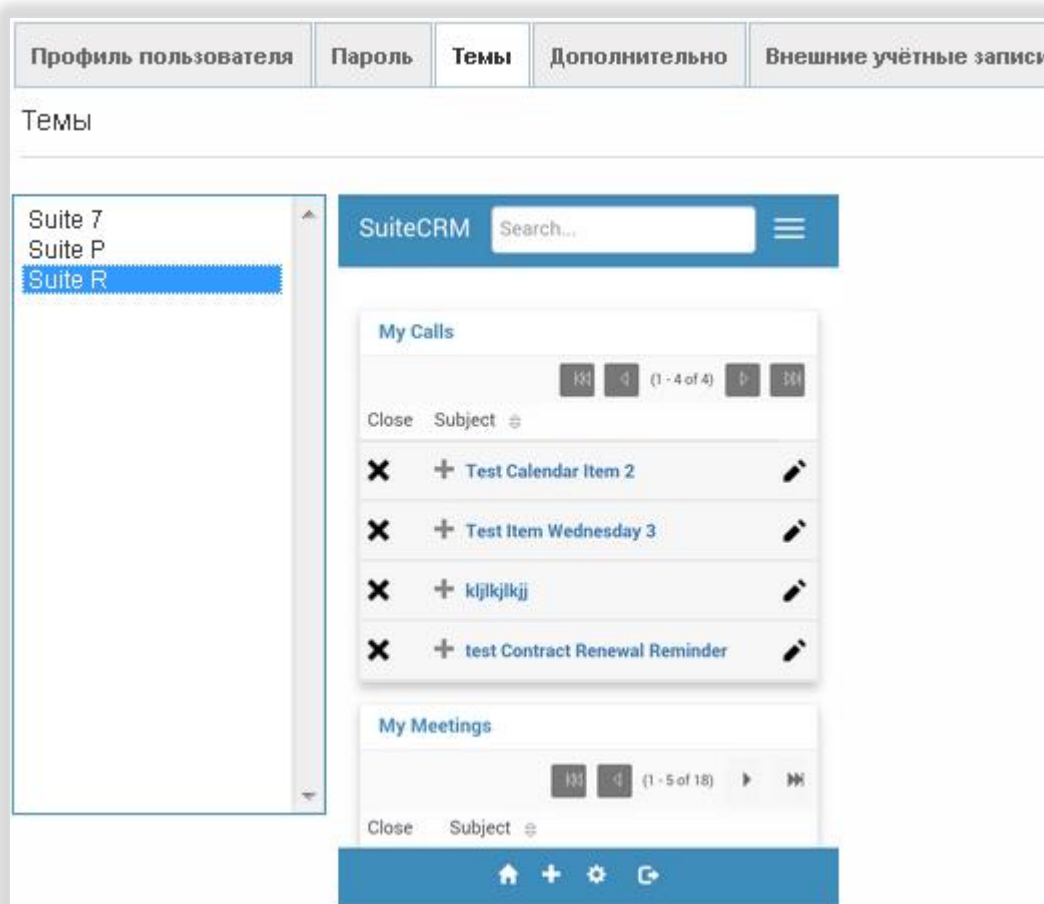 Профиль пользователя Пароль Темы Дополнительно Внешние учётные записи
Темы
Suite 7
Suite P
Suite R
SuiteCRM Search...
My Calls
(1 - 4 of 4)
Close Subject
Test Calendar Item 2
Test Item Wednesday 3
kljlkjlkjj
test Contract Renewal Reminder
My Meetings
(1 - 5 of 18)
Close Subject